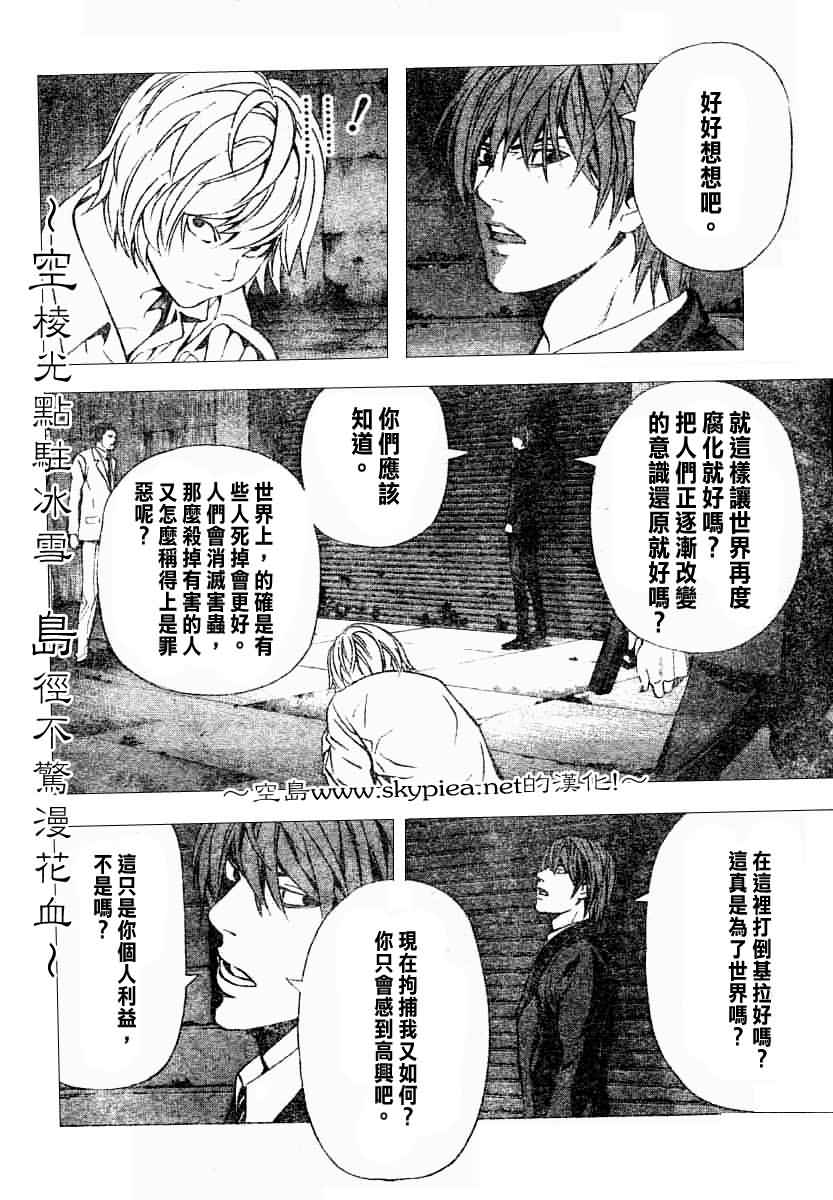 好好想想吧。
……！
就這樣讓世界再度
腐化就好嗎？
把人們正逐漸改變
的意識還原就好嗎？
你們應該
知道。
世界上，的確是有
些人死掉會更好。
人們會消滅害蟲，
那麼殺掉有害的人
又怎麼稱得上是罪
惡呢？
～空島www.skypiea.net的漢化!～
在這裡打倒基拉好嗎？
這真是為了世界嗎？
現在拘捕我又如何？
你只會感到高興吧。
這只是你個人利益，
不是嗎？
～空棱光點駐冰雪 島徑不驚漫花血～